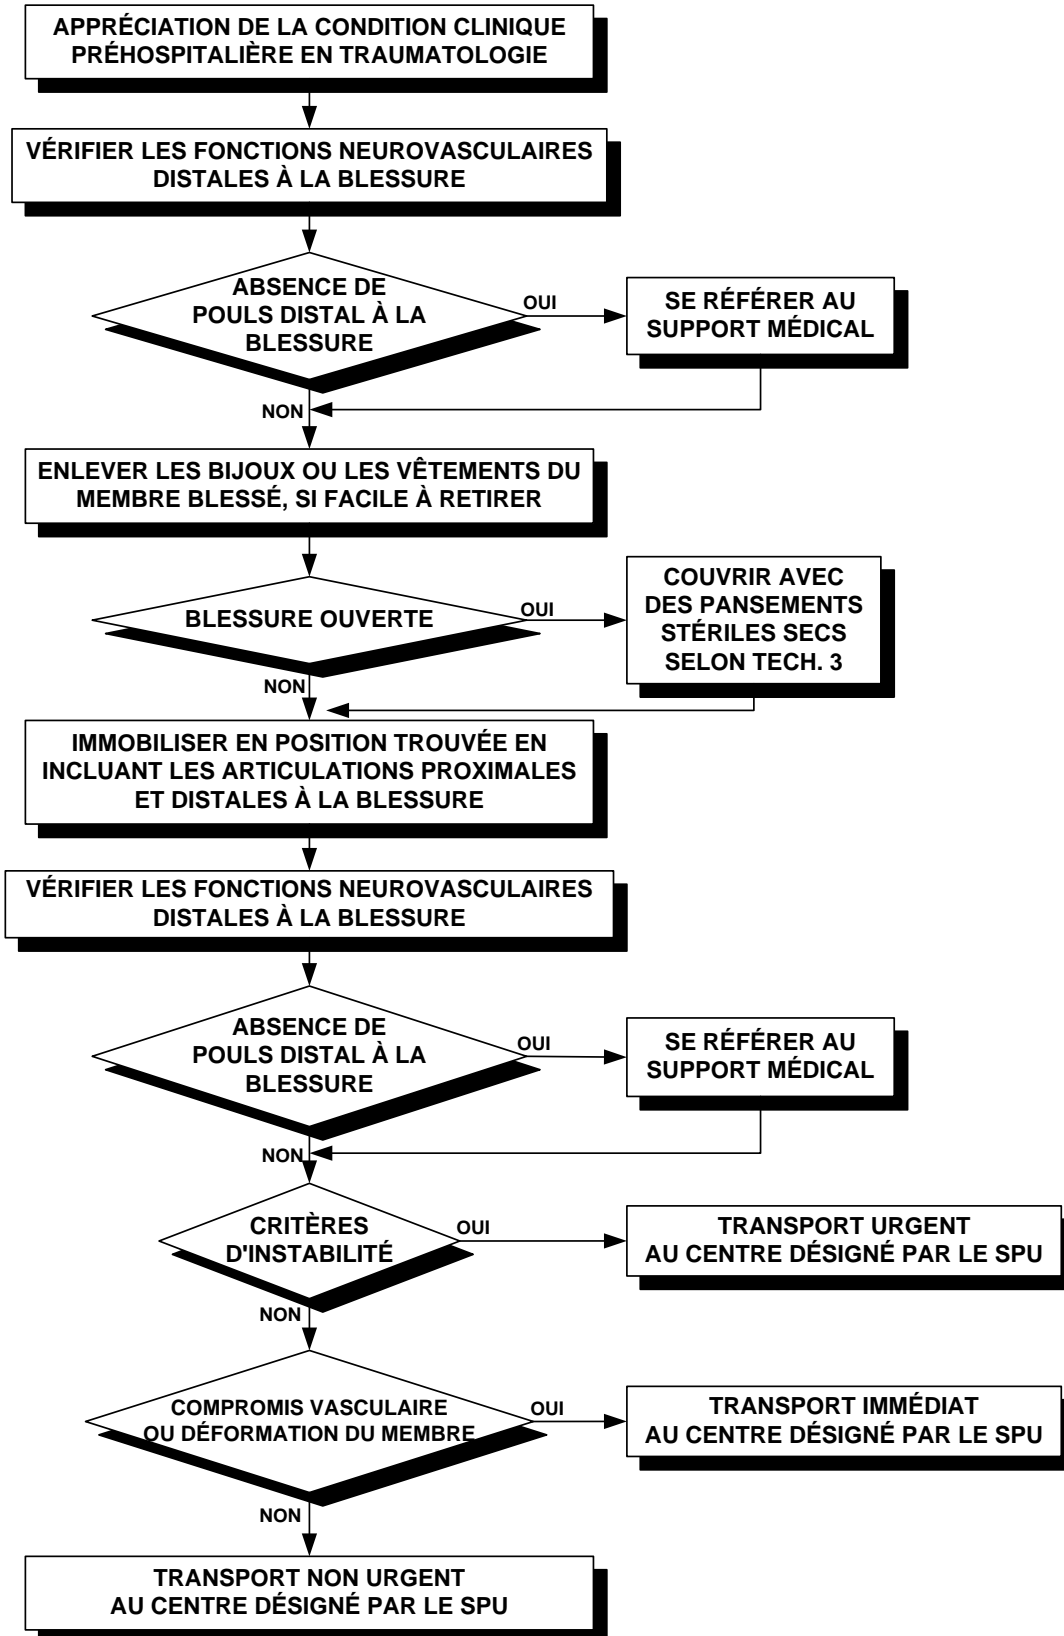 APPRÉCIATION DE LA CONDITION CLINIQUE
PRÉHOSPITALIÈRE EN TRAUMATOLOGIE
VÉRIFIER LES FONCTIONS NEUROVASCULAIRES
DISTALES À LA BLESSURE
ABSENCE DE
POULS DISTAL À LA
BLESSURE
OUI
SE RÉFÉRER AU
SUPPORT MÉDICAL
NON
ENLEVER LES BIJOUX OU LES VÊTEMENTS DU
MEMBRE BLESSÉ, SI FACILE À RETIRER
BLESSURE OUVERTE
OUI
COUVRIR AVEC
DES PANSEMENTS
STÉRILES SECS
SELON TECH. 3
NON
IMMOBILISER EN POSITION TROUVÉE EN
INCLUANT LES ARTICULATIONS PROXIMALES
ET DISTALES À LA BLESSURE
VÉRIFIER LES FONCTIONS NEUROVASCULAIRES
DISTALES À LA BLESSURE
ABSENCE DE
POULS DISTAL À LA
BLESSURE
OUI
SE RÉFÉRER AU
SUPPORT MÉDICAL
NON
CRITÈRES
D'INSTABILITÉ
OUI
TRANSPORT URGENT
AU CENTRE DÉSIGNÉ PAR LE SPU
NON
COMPROMIS VASCULAIRE
OU DÉFORMATION DU MEMBRE
OUI
TRANSPORT IMMÉDIAT
AU CENTRE DÉSIGNÉ PAR LE SPU
NON
TRANSPORT NON URGENT
AU CENTRE DÉSIGNÉ PAR LE SPU